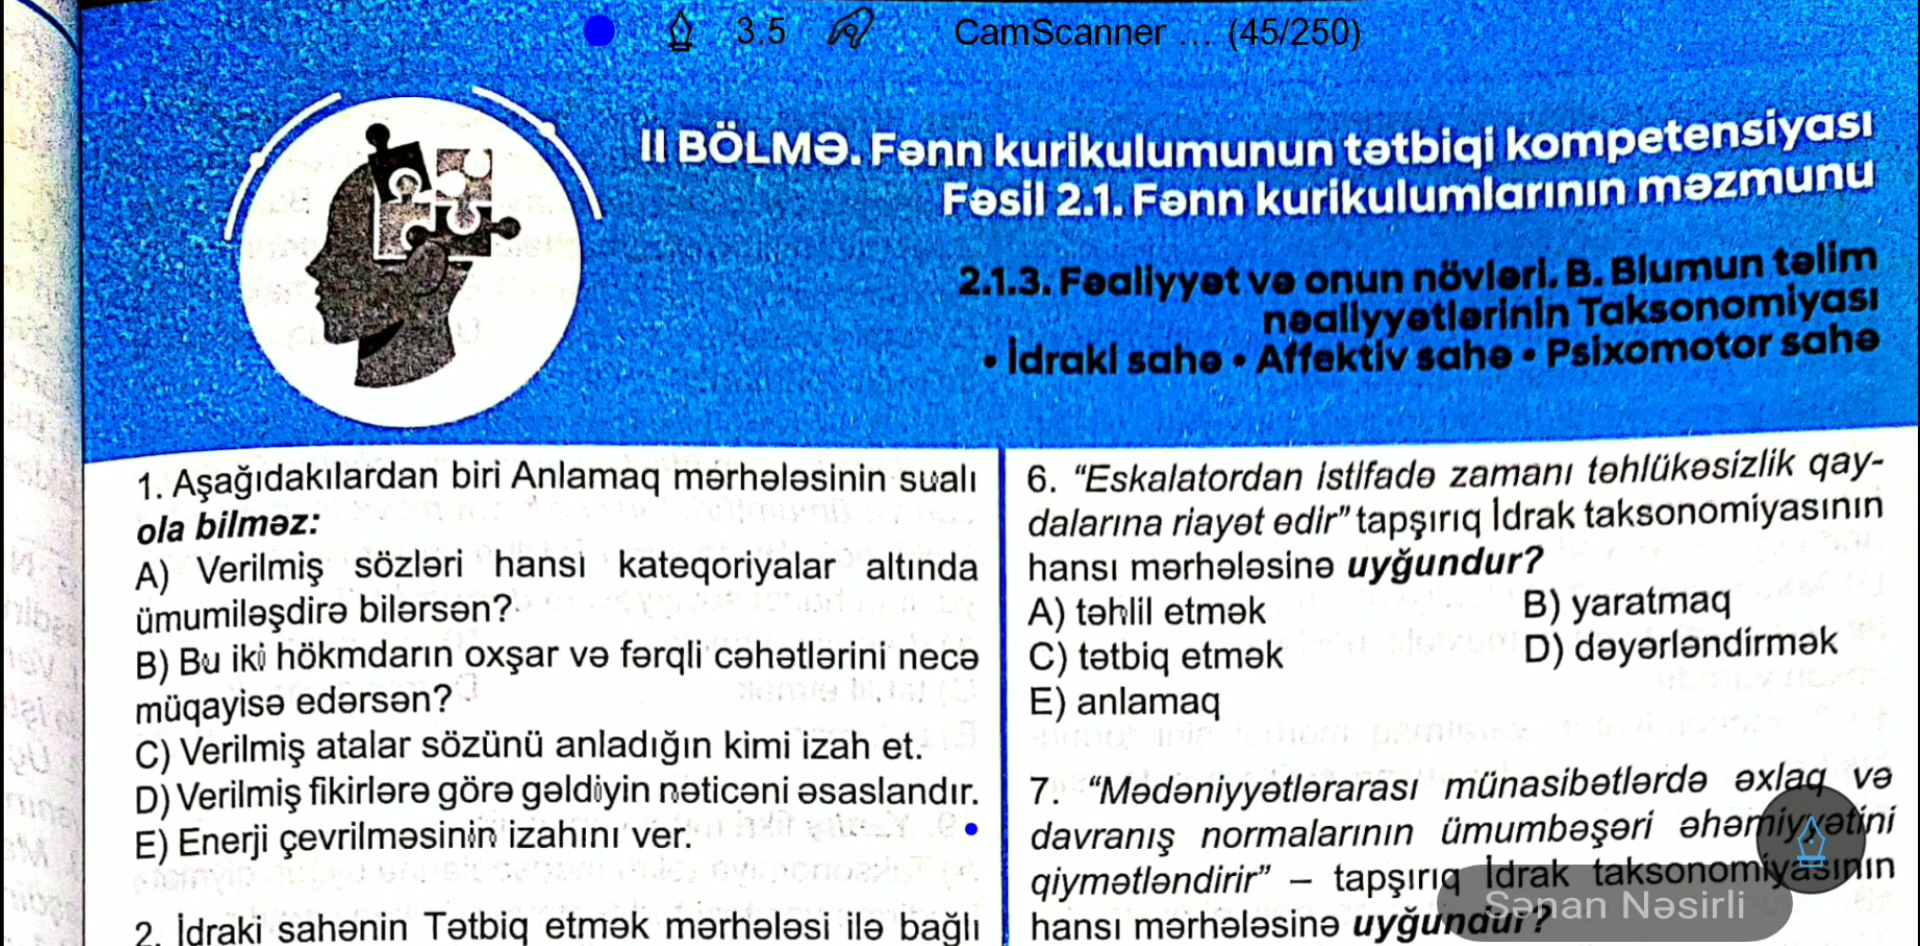 3.5 CamScanner ... (45/250)
II BÖLMƏ. Fənn kurikulumunun tətbiqi kompetensiyası
Fəsil 2.1. Fənn kurikulumlarının məzmunu
2.1.3. Fəaliyyət və onun növləri. B. Blumun təlim
nəaliyyətlərinin Taksonomiyası
• İdraki sahə • Affektiv sahə • Psixomotor sahə
1. Aşağıdakılardan biri Anlamaq mərhələsinin sualı
ola bilməz:
A) Verilmiş sözləri hansı kateqoriyalar altında
ümumiləşdirə bilərsən?
B) Bu iki hökmdarın oxşar və fərqli cəhətlərini necə
müqayisə edərsən?
C) Verilmiş atalar sözünü anladığın kimi izah et.
D) Verilmiş fikirlərə görə gəldiyin nəticəni əsaslandır.
E) Enerji çevrilməsinin izahını ver.
2. İdraki sahənin Tətbiq etmək mərhələsi ilə bağlı
6. “Eskalatordan istifadə zamanı təhlükəsizlik qay-
dalarına riayət edir” tapşırıq İdrak taksonomiyasının
hansı mərhələsinə uyğundur?
A) təhlil etmək B) yaratmaq
C) tətbiq etmək D) dəyərləndirmək
E) anlamaq
7. “Mədəniyyətlərarası münasibətlərdə əxlaq və
davranış normalarının ümumbəşəri əhəmiyyətini
qiymətləndirir” – tapşırıq İdrak taksonomiyasının
hansı mərhələsinə uyğundur?
Sənan Nəsirli